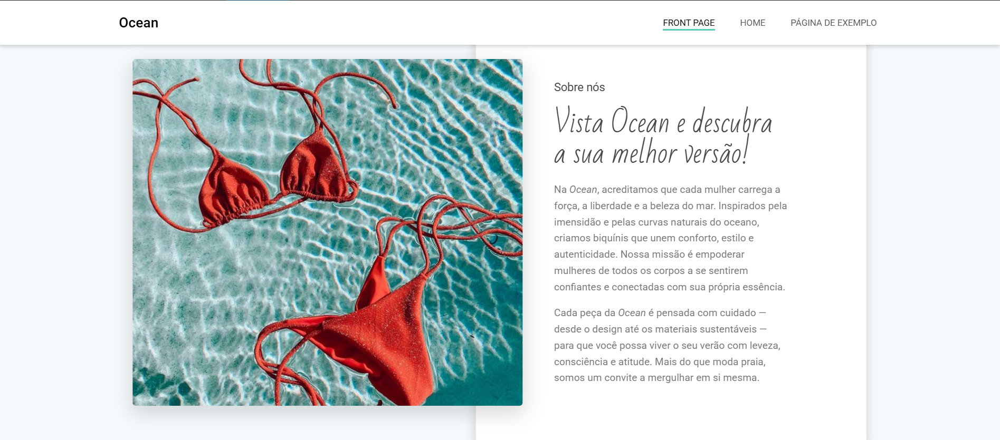 Ocean
FRONT PAGE
HOME
PÁGINA DE EXEMPLO
Sobre nós
Vista Ocean e descubra
a sua melhor versão!
Na Ocean, acreditamos que cada mulher carrega a
força, a liberdade e a beleza do mar. Inspirados pela
imensidão e pelas curvas naturais do oceano,
criamos biquínis que unem conforto, estilo e
autenticidade. Nossa missão é empoderar
mulheres de todos os corpos a se sentirem
confiantes e conectadas com sua própria essência.
Cada peça da Ocean é pensada com cuidado —
desde o design até os materiais sustentáveis —
para que você possa viver o seu verão com leveza,
consciência e atitude. Mais do que moda praia,
somos um convite a mergulhar em si mesma.